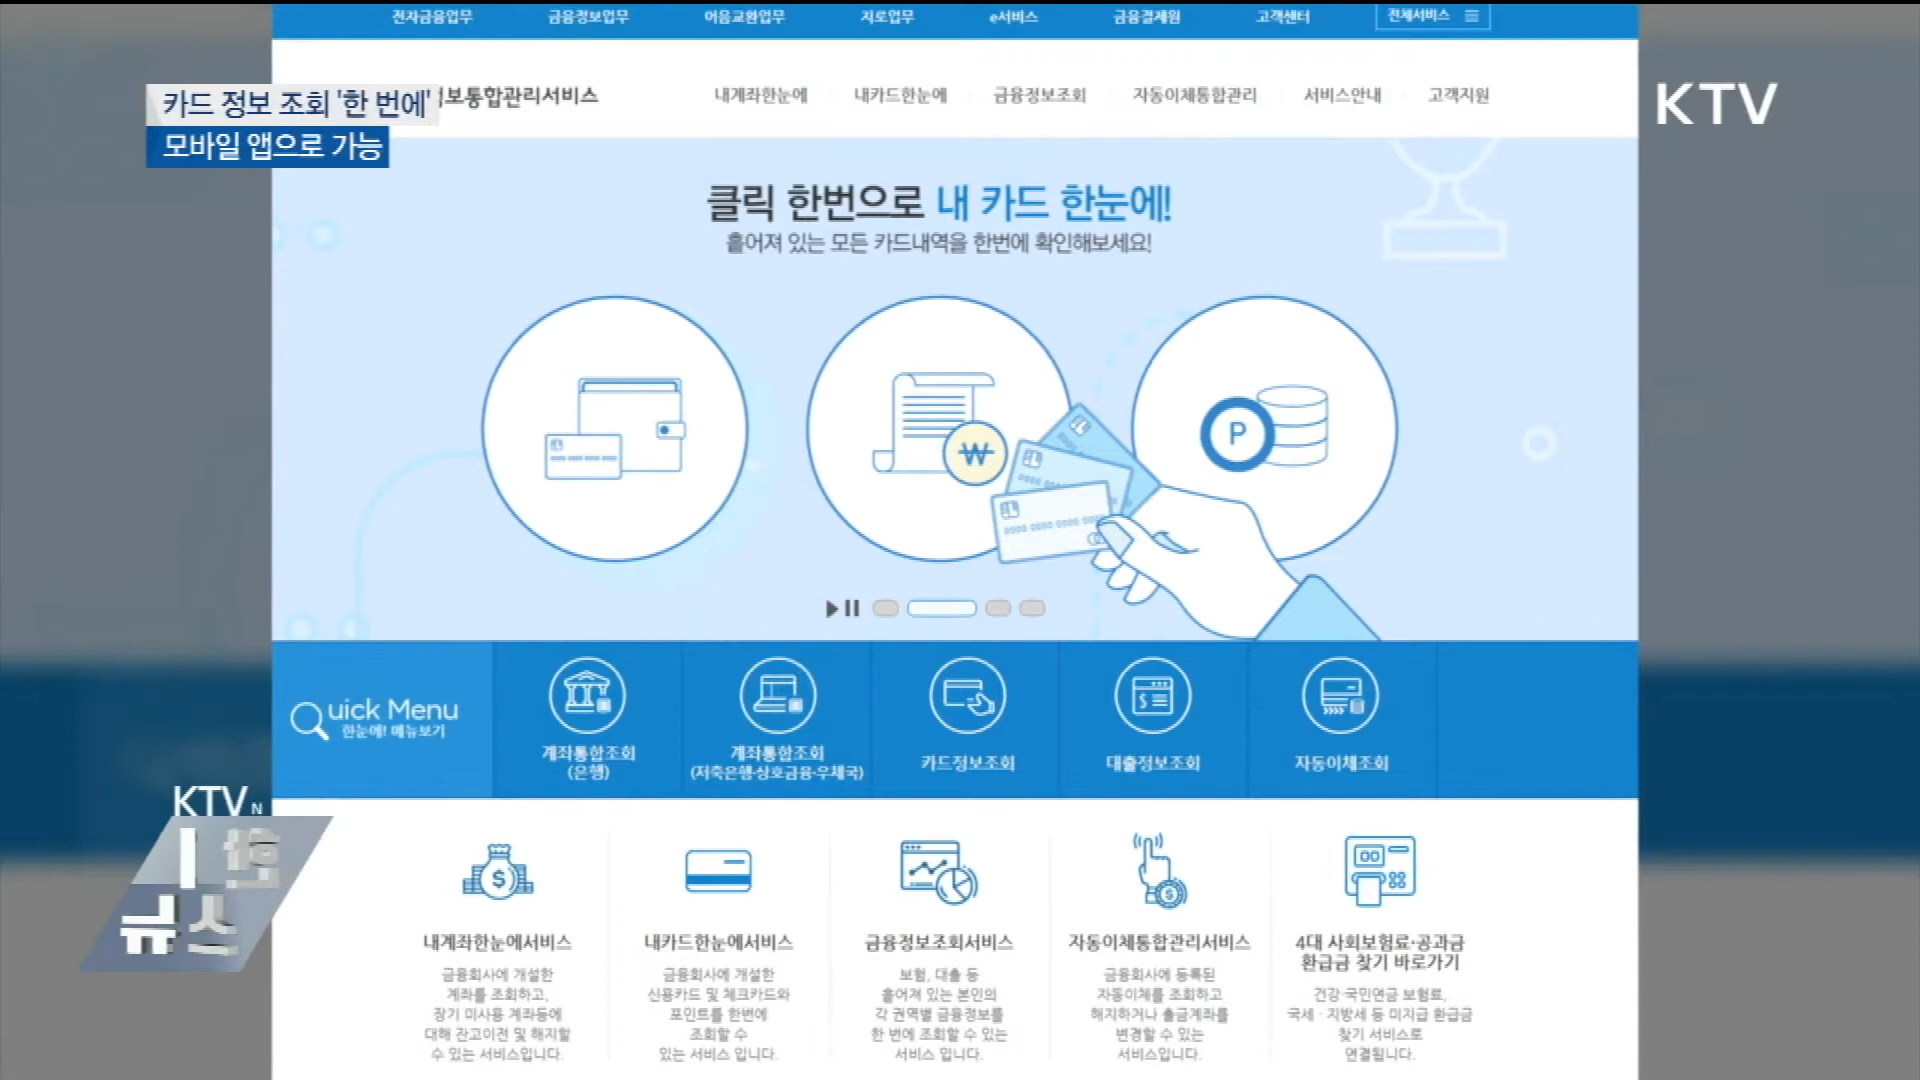 전자금융업무 금융정보업무 어음교환업무 지로업무 e서비스 금융결제원 고객센터 전체서비스
카드 정보 조회 '한 번에'
모바일 앱으로 가능
보통합관리서비스 내계좌한눈에 내카드한눈에 금융정보조회 자동이체통합관리 서비스안내 고객지원
KTV
클릭 한번으로 내 카드 한눈에!
흩어져 있는 모든 카드내역을 한번에 확인해보세요!
₩
P
uick Menu
한눈에! 메뉴보기
계좌통합조회
(은행)
계좌통합조회
(저축은행·상호금융·우체국)
카드정보조회
대출정보조회
자동이체조회
KTV N
뉴스
내계좌한눈에서비스
금융회사에 개설한
계좌를 조회하고,
장기 미사용 계좌등에
대해 잔고이전 및 해지할
수 있는 서비스입니다.
내카드한눈에서비스
금융회사에 개설한
신용카드 및 체크카드와
포인트를 한번에
조회할 수
있는 서비스 입니다.
금융정보조회서비스
보험, 대출 등
흩어져 있는 본인의
각 권역별 금융정보를
한 번에 조회할 수 있는
서비스 입니다.
자동이체통합관리서비스
금융회사에 등록된
자동이체를 조회하고
해지하거나 출금계좌를
변경할 수 있는
서비스입니다.
4대 사회보험료·공과금
환급금 찾기 바로가기
건강·국민연금 보험료,
국세·지방세 등 미지급 환급금
찾기 서비스로
연결됩니다.